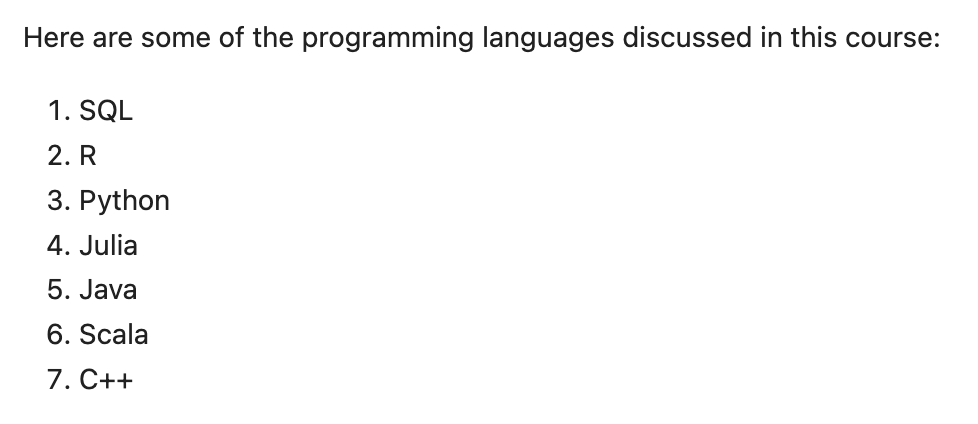 Here are some of the programming languages discussed in this course:
1. SQL
2. R
3. Python
4. Julia
5. Java
6. Scala
7. C++